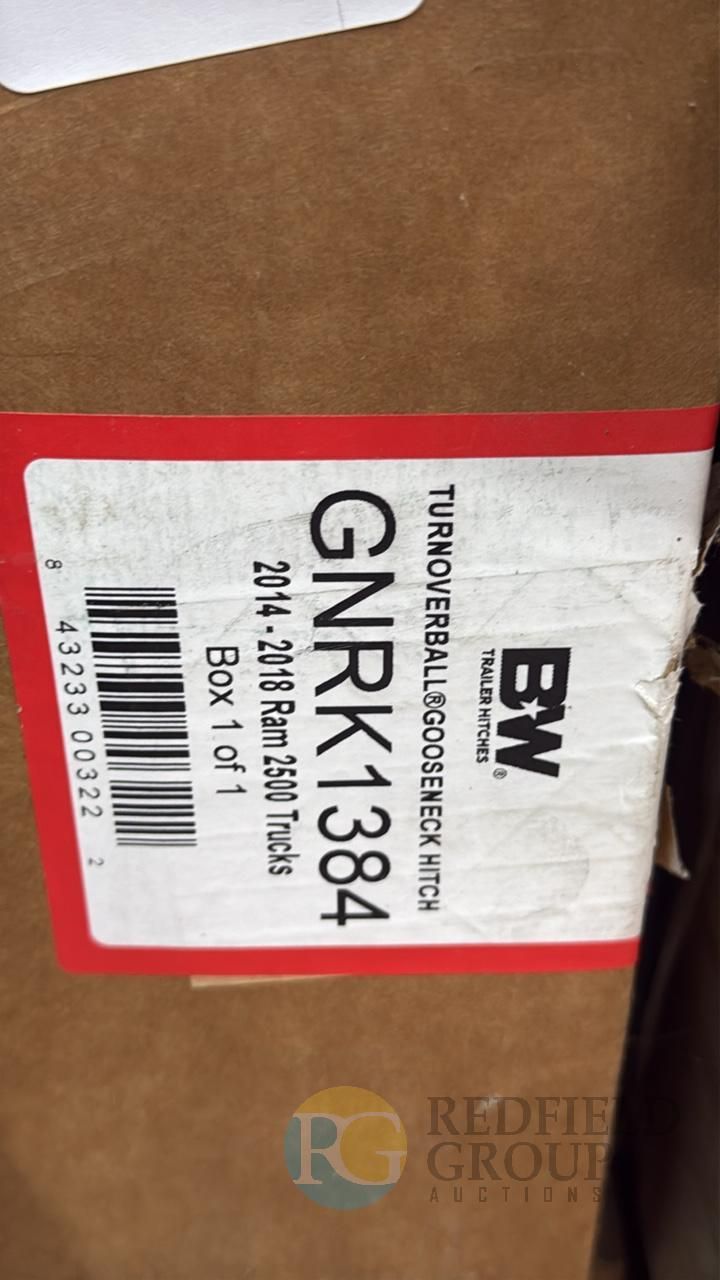 B&W
TRAILER HITCHES®
TURNOVERBALL®GOOSENECK HITCH
GNRK1384
2014 - 2018 Ram 2500 Trucks
Box 1 of 1
8 43233 00322 2
RG
REDFIELD
GROUP
AUCTIONS